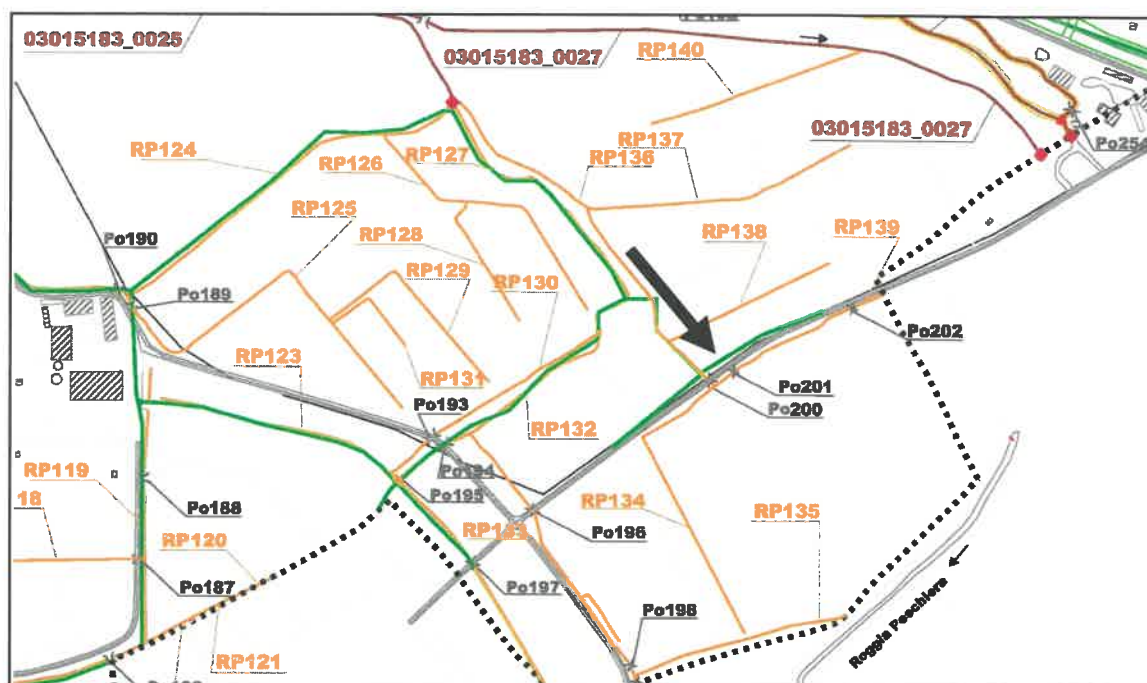 03015183_0025
03015183_0027
RP140
03015183_0027
Po254
RP124
RP126
RP127
RP137
RP136
RP125
RP128
RP129
RP130
RP138
RP139
Po190
Po189
RP123
RP131
Po193
RP132
Po202
Po201
Po200
Po194
Po195
RP119
18
Po188
RP120
Po187
RP134
RP135
Po196
Po197
Po198
RP121
Roggia Peschiera